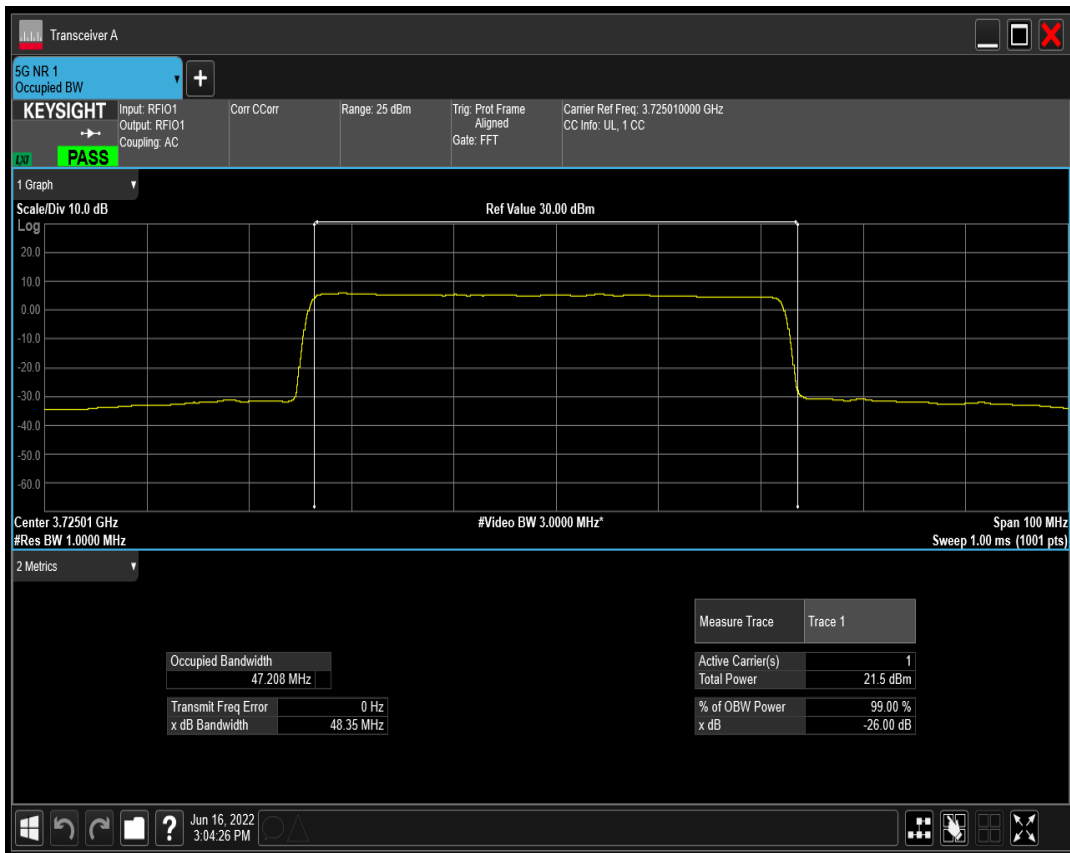 Transceiver A
5G NR 1
Occupied BW
+
KEYSIGHT
LXI
PASS
Input: RFIO1
Output: RFIO1
Coupling: AC
Corr CCorr
Range: 25 dBm
Trig: Prot Frame
Aligned
Gate: FFT
Carrier Ref Freq: 3.725010000 GHz
CC Info: UL, 1 CC
1 Graph
Scale/Div 10.0 dB
Ref Value 30.00 dBm
Log
20.0
10.0
0.00
-10.0
-20.0
-30.0
-40.0
-50.0
-60.0
Center 3.72501 GHz
#Video BW 3.0000 MHz*
Span 100 MHz
#Res BW 1.0000 MHz
Sweep 1.00 ms (1001 pts)
2 Metrics
Measure Trace Trace 1
Occupied Bandwidth
47.208 MHz
Active Carrier(s) 1
Total Power 21.5 dBm
Transmit Freq Error 0 Hz
x dB Bandwidth 48.35 MHz
% of OBW Power 99.00 %
x dB -26.00 dB
?
Jun 16, 2022
3:04:26 PM